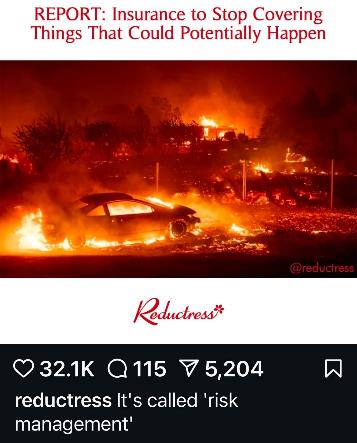 REPORT: Insurance to Stop Covering
Things That Could Potentially Happen
@reductress
Reductress
32.1K 115 5,204
reductress It's called 'risk
management'